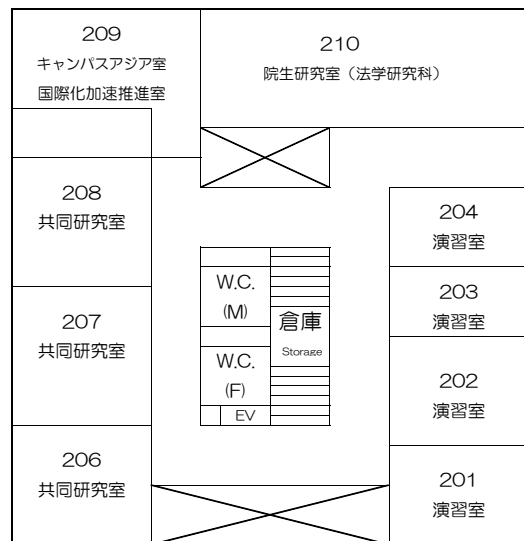 209
キャンパスアジア室
国際化加速推進室
210
院生研究室（法学研究科）
208
共同研究室
204
演習室
W.C.
(M)
倉庫
Storage
203
演習室
207
共同研究室
W.C.
(F)
EV
202
演習室
206
共同研究室
201
演習室